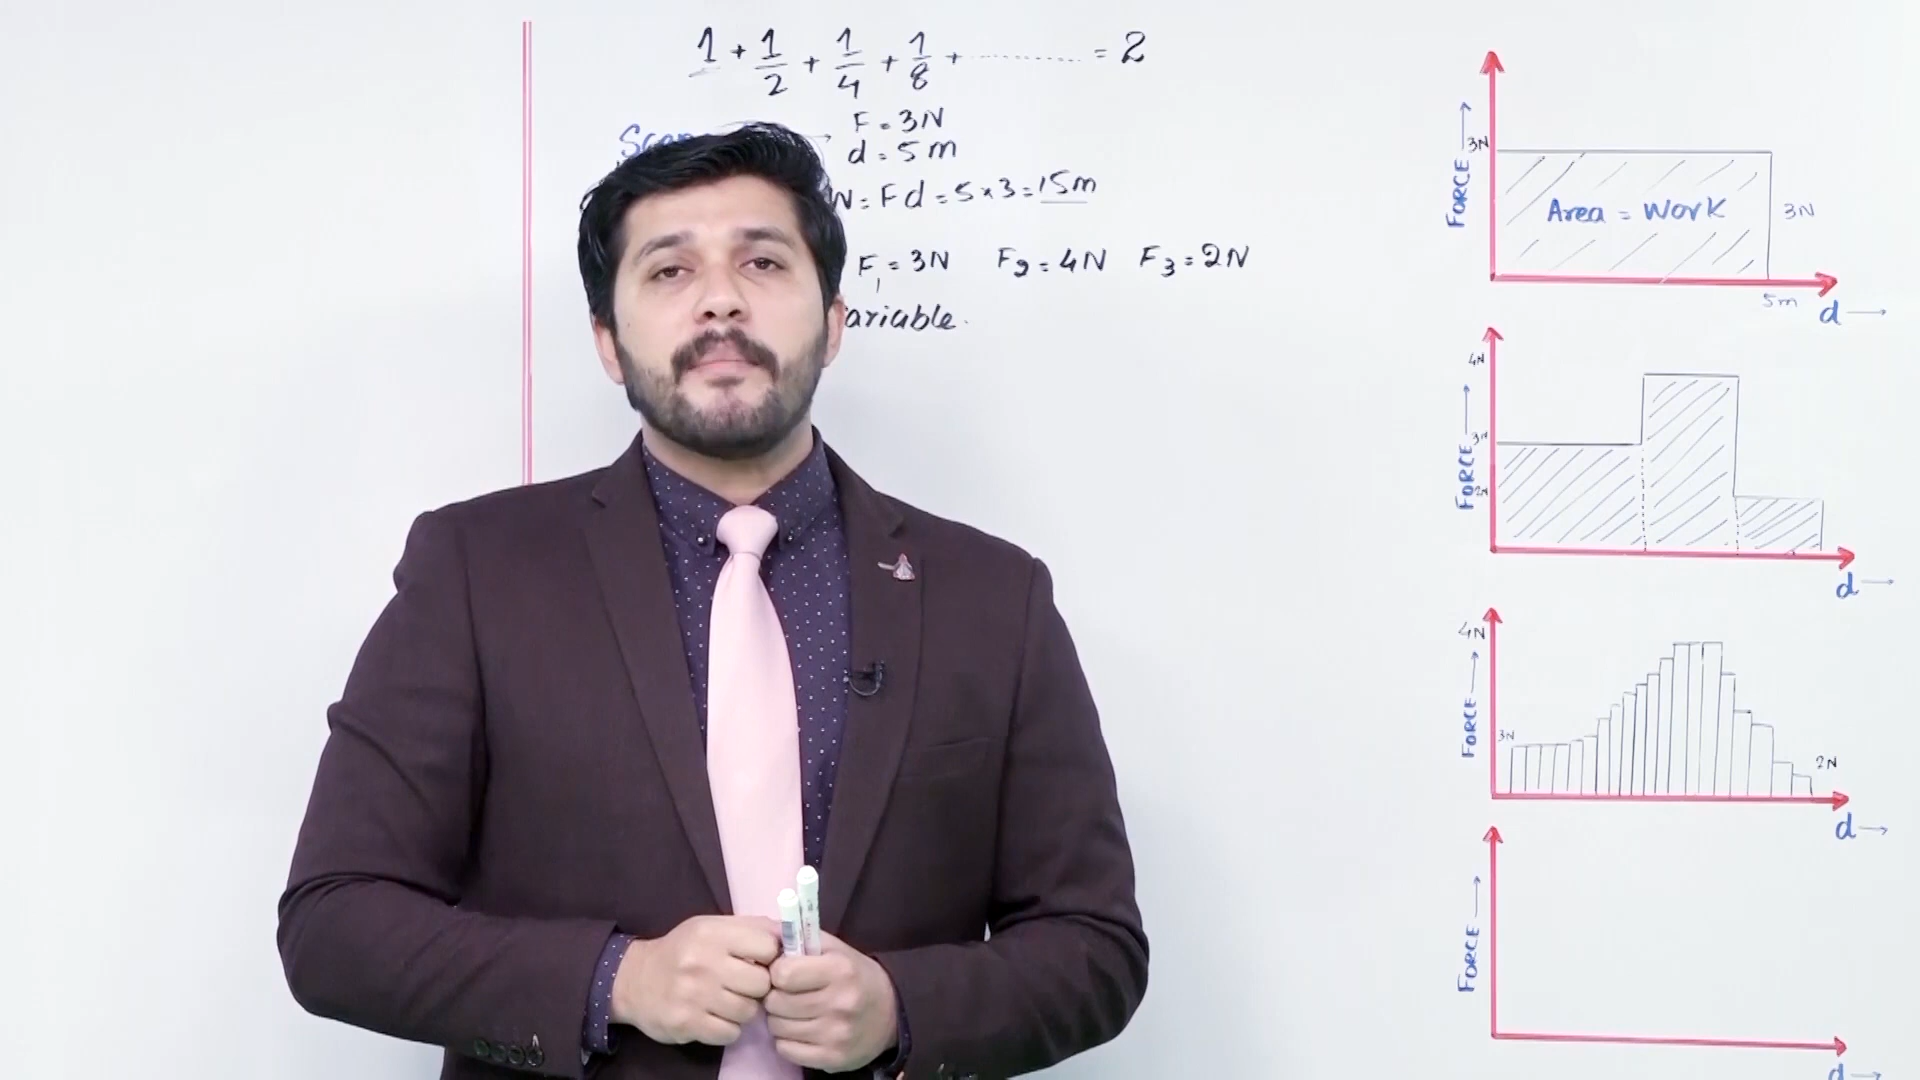 1 + 1/2 + 1/4 + 1/8 + ............ = 2
F = 3N
d = 5m
W = Fd = 5 × 3 = 15m
F1 = 3N F2 = 4N F3 = 2N
FORCE
3N
Area = Work
3N
5m
d
4N
3N
2N
FORCE
d
4N
FORCE
3N
2N
d
FORCE
d